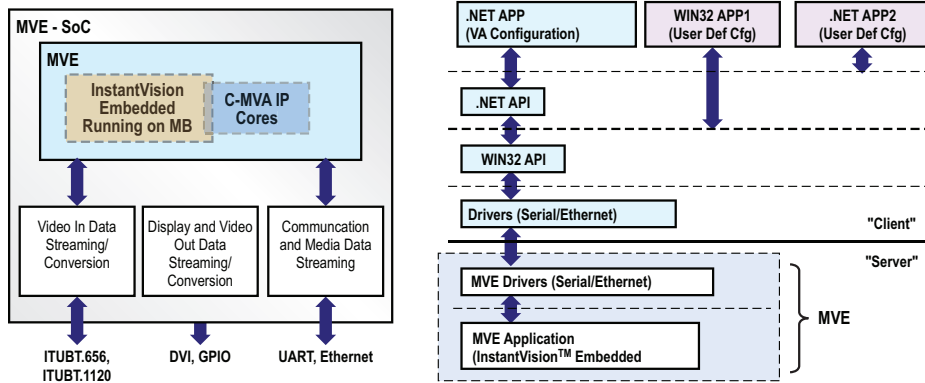 MVE - SoC
MVE
InstantVision
Embedded
Running on MB
C-MVA IP
Cores
Video In Data
Streaming/
Conversion
Display and Video
Out Data
Streaming/
Conversion
Communcation
and Media Data
Streaming
ITUBT.656,
ITUBT.1120
DVI, GPIO
UART, Ethernet
.NET APP
(VA Configuration)
WIN32 APP1
(User Def Cfg)
.NET APP2
(User Def Cfg)
.NET API
WIN32 API
Drivers (Serial/Ethernet)
"Client"
"Server"
MVE Drivers (Serial/Ethernet)
MVE Application
(InstantVision™ Embedded
MVE